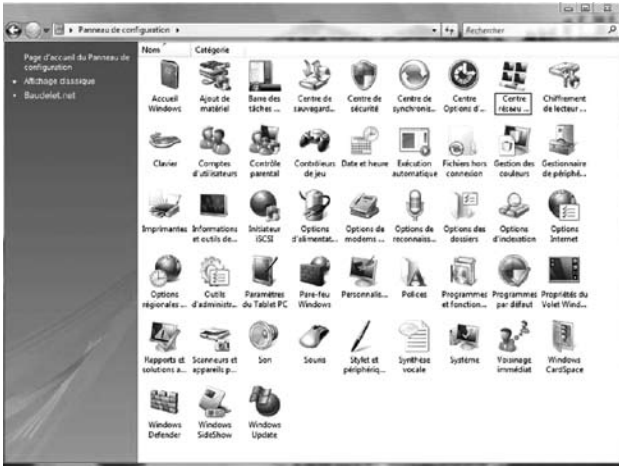 Panneau de configuration
Rechercher
Page d'accueil du Panneau de
configuration
Affichage classique
Baudelet.net
Nom Catégorie
Accueil Ajout de Barre des Centre de Centre de Centre de Centre Centre Chiffrement
Windows matériel tâches ... sauvegard... sécurité synchronis... Options d'... réseau ... de lecteur ...
Clavier Comptes Contrôle Contrôleurs Date et heure Exécution Fichiers hors Gestion des Gestionnaire
d'utilisateurs parental de jeu automatique connexion couleurs de périphé...
Imprimantes Informations Initiateur Options Options de Options de Options des Options Options
et outils de... iSCSI d'alimentat... modems ... reconnaiss... dossiers d'indexation Internet
Options Outils Paramètres Pare-feu Personnalis... Polices Programmes Programmes Propriétés du
régionales ... d'administr... du Tablet PC Windows et fonction... par défaut Volet Wind...
Rapports et Scanneurs et Son Souris Stylet et Synthèse Système Voisinage Windows
solutions a... appareils p... périphériq... vocale immédiat CardSpace
Windows Windows Windows
Defender SideShow Update